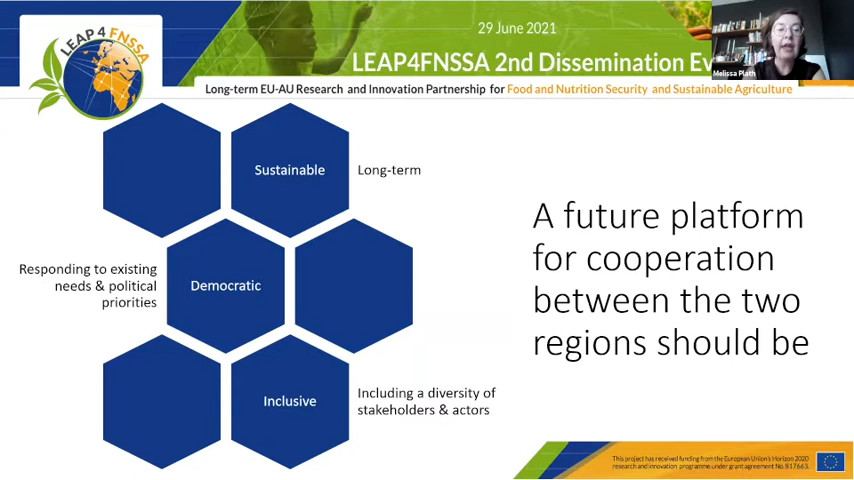 29 June 2021
LEAP4FNSSA 2nd Dissemination Ev
Melissa Plath
LEAP 4 FNSSA
Long-term EU-AU Research and Innovation Partnership for Food and Nutrition Security and Sustainable Agriculture
Sustainable
Long-term
Responding to existing
needs & political
priorities
Democratic
Inclusive
Including a diversity of
stakeholders & actors
A future platform
for cooperation
between the two
regions should be
This project has received funding from the European Union's Horizon 2020
research and innovation programme under grant agreement No. 817663.